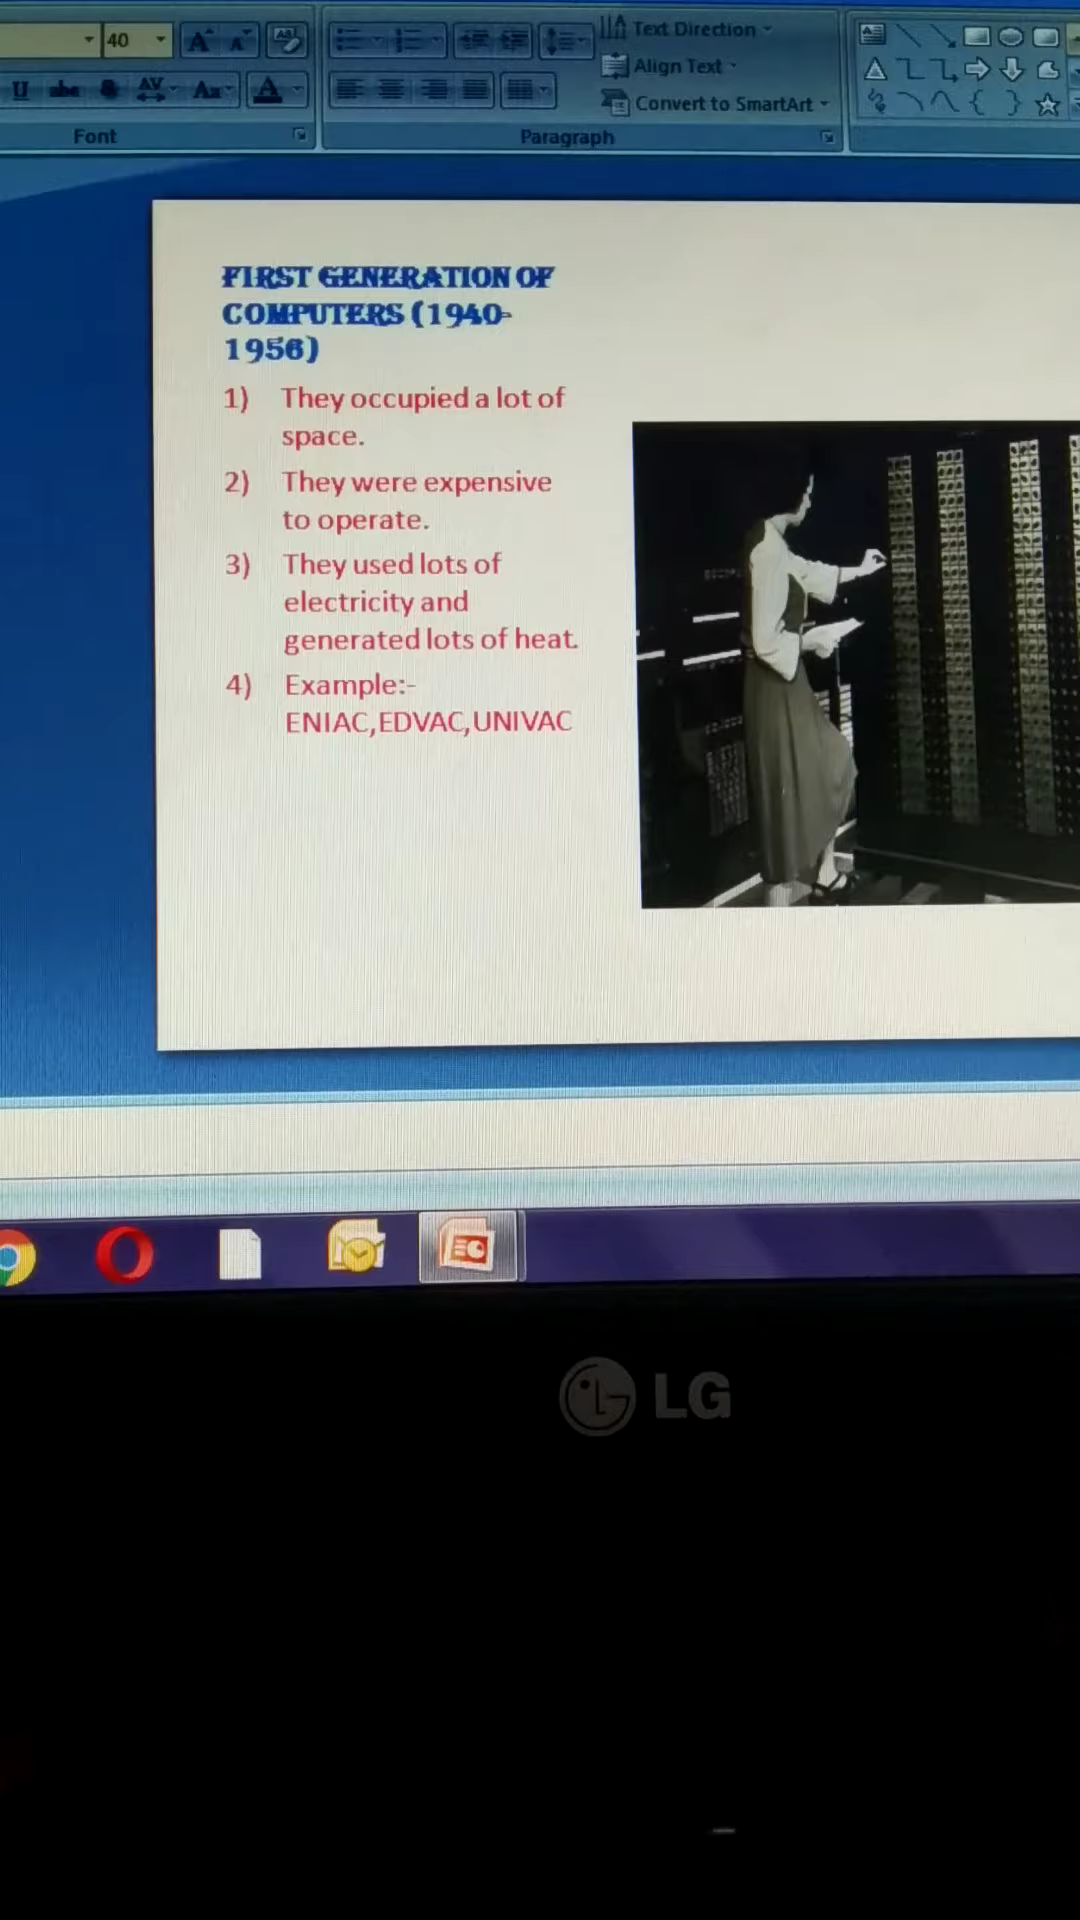 40
Text Direction
Align Text
Convert to SmartArt
Font
Paragraph
FIRST GENERATION OF
COMPUTERS (1940-
1956)
1) They occupied a lot of
space.
2) They were expensive
to operate.
3) They used lots of
electricity and
generated lots of heat.
4) Example:-
ENIAC,EDVAC,UNIVAC
LG